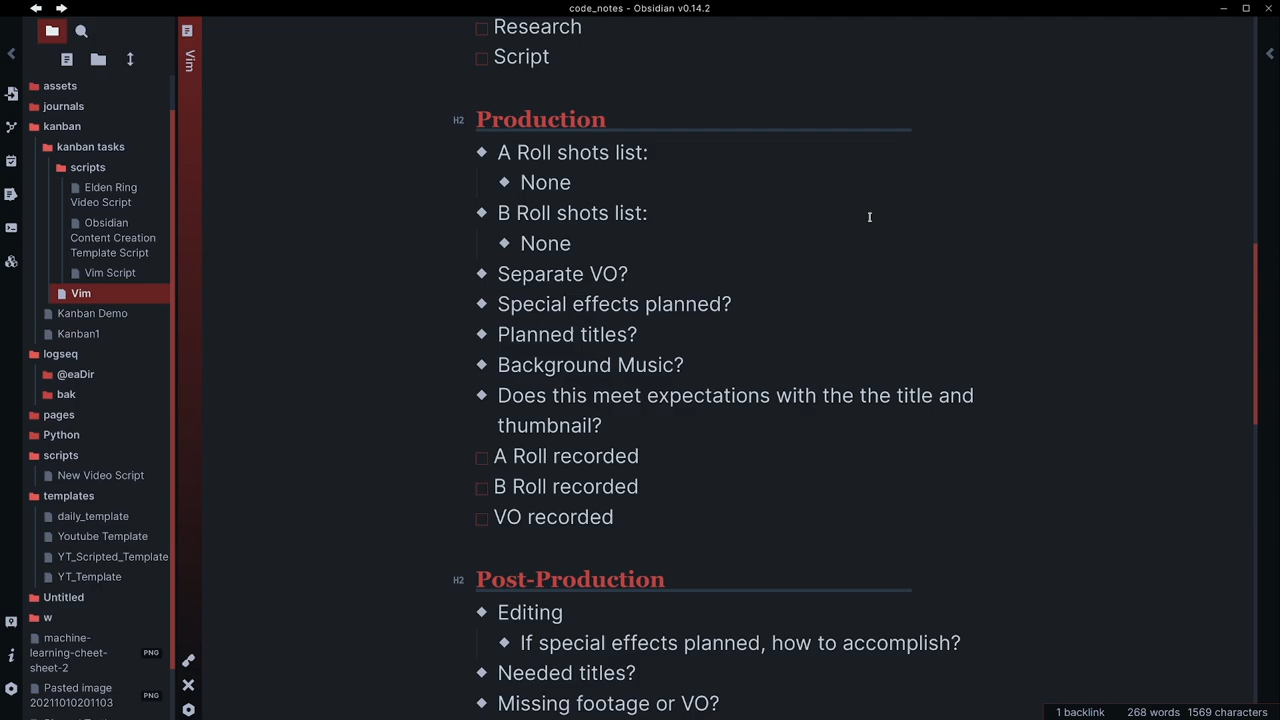 code_notes - Obsidian v0.14.2
assets
journals
kanban
kanban tasks
scripts
Elden Ring
Video Script
Obsidian
Content Creation
Template Script
Vim Script
Vim
Kanban Demo
Kanban1
logseq
@eaDir
bak
pages
Python
scripts
New Video Script
templates
daily_template
Youtube Template
YT_Scripted_Template
YT_Template
Untitled
w
machine-
learning-cheet-
sheet-2
PNG
Pasted image
20211010201103
PNG
Vim
Research
Script
H2 Production
A Roll shots list:
None
B Roll shots list:
None
Separate VO?
Special effects planned?
Planned titles?
Background Music?
Does this meet expectations with the the title and
thumbnail?
A Roll recorded
B Roll recorded
VO recorded
H2 Post-Production
Editing
If special effects planned, how to accomplish?
Needed titles?
Missing footage or VO?
1 backlink 268 words 1569 characters